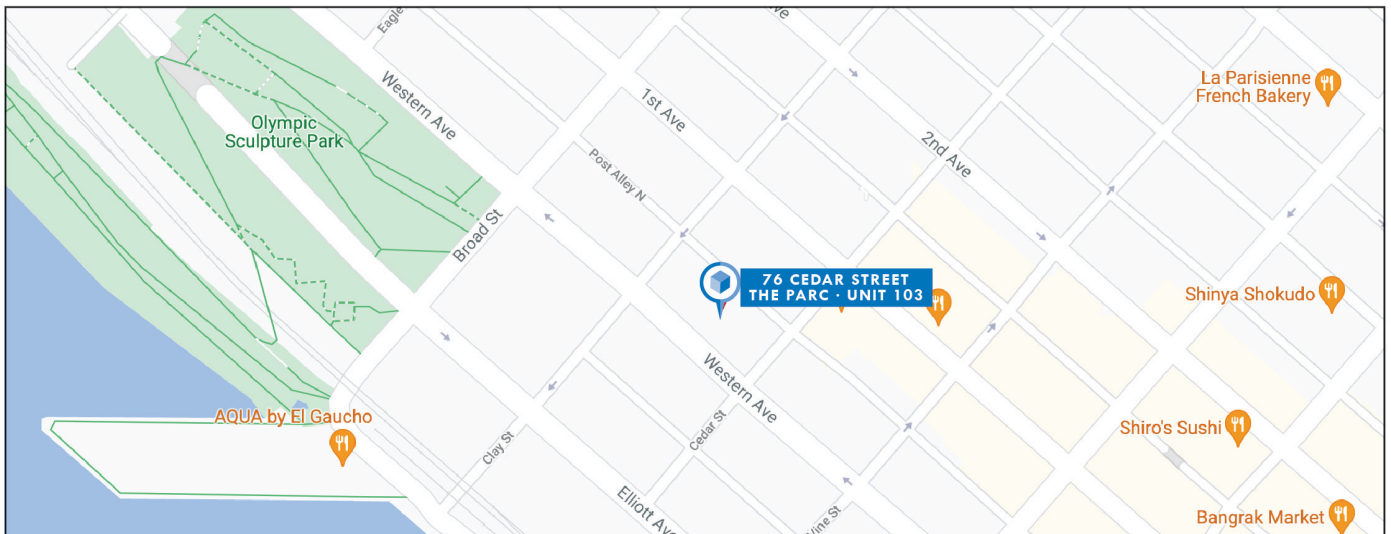 Eagle
Western Ave
Olympic
Sculpture Park
1st Ave
Post Alley N
2nd Ave
La Parisienne
French Bakery
Broad St
76 CEDAR STREET
THE PARC · UNIT 103
Shinya Shokudo
Western Ave
AQUA by El Gaucho
Cedar St
Clay St
Shiro's Sushi
Elliott Ave
Vine St
Bangrak Market